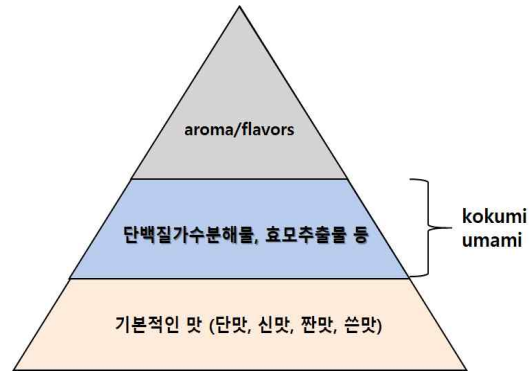 aroma/flavors
단백질가수분해물, 효모추출물 등
kokumi
umami
기본적인 맛 (단맛, 신맛, 짠맛, 쓴맛)